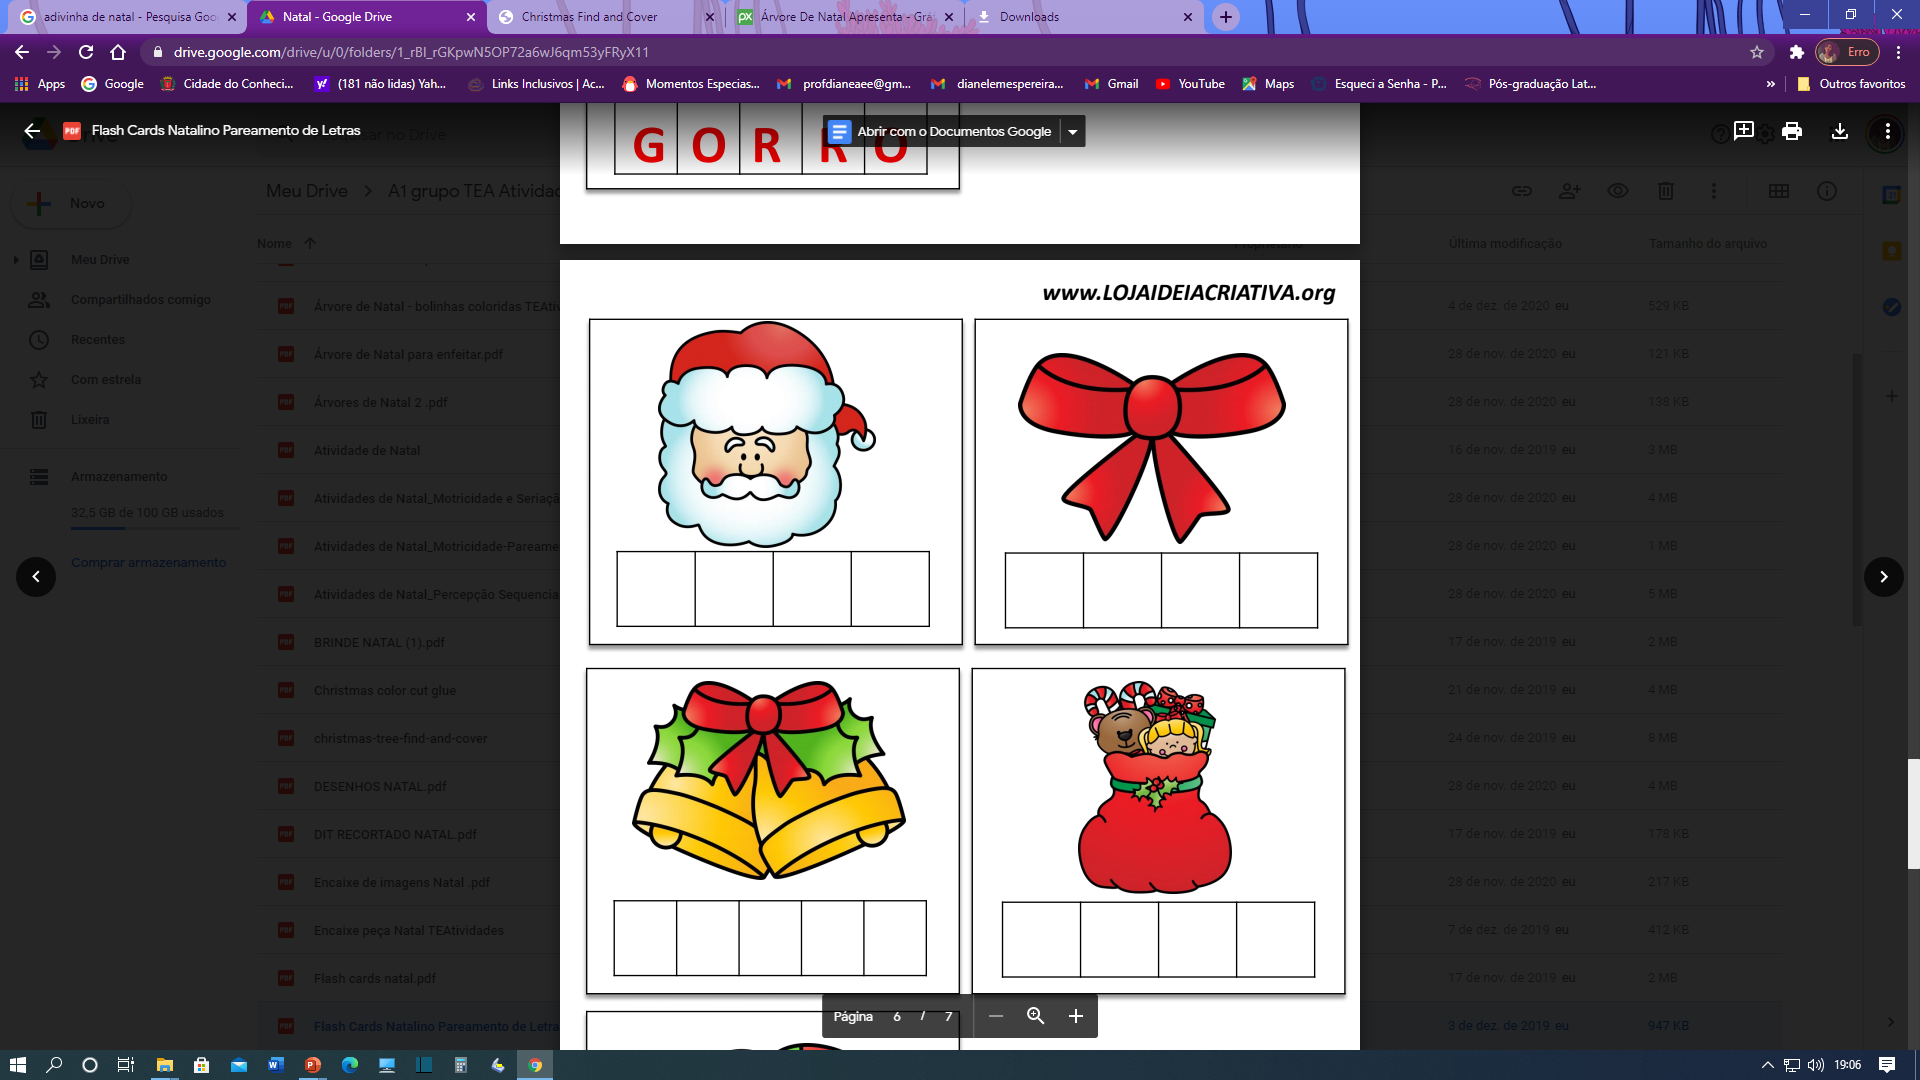 adivinha de natal - Pesquisa Goo
Natal - Google Drive
Christmas Find and Cover
Árvore De Natal Apresenta - Grá
Downloads
drive.google.com/drive/u/0/folders/1_rBI_rGKpwN5OP72a6wJ6qm53yFRyX11
Erro
Apps
Google
Cidade do Conheci...
(181 não lidas) Yah...
Links Inclusivos | Ac...
Momentos Especias...
profdianeaee@gm...
dianelemespereira...
Gmail
YouTube
Maps
Esqueci a Senha - P...
Pós-graduação Lat...
»
Outros favoritos
PDF Flash Cards Natalino Pareamento de Letras
Abrir com o Documentos Google
GORRO
Meu Drive > A1 grupo TEA Atividad
Novo
Nome
Última modificação
Tamanho do arquivo
Meu Drive
Compartilhados comigo
Recentes
Com estrela
Lixeira
Armazenamento
32,5 GB de 100 GB usados
Comprar armazenamento
www.LOJAIDEIACRIATIVA.org
Árvore de Natal - bolinhas coloridas TEAtiv 4 de dez. de 2020 eu 529 KB
Árvore de Natal para enfeitar.pdf 28 de nov. de 2020 eu 121 KB
Árvores de Natal 2 .pdf 28 de nov. de 2020 eu 138 KB
Atividade de Natal 16 de nov. de 2019 eu 3 MB
Atividades de Natal_Motricidade e Seriaçã 28 de nov. de 2020 eu 4 MB
Atividades de Natal_Motricidade-Pareame 28 de nov. de 2020 eu 1 MB
Atividades de Natal_Percepção Sequencia 28 de nov. de 2020 eu 5 MB
BRINDE NATAL (1).pdf 17 de nov. de 2019 eu 2 MB
Christmas color cut glue 21 de nov. de 2019 eu 4 MB
christmas-tree-find-and-cover 24 de nov. de 2019 eu 8 MB
DESENHOS NATAL.pdf 28 de nov. de 2020 eu 4 MB
DIT RECORTADO NATAL.pdf 17 de nov. de 2019 eu 178 KB
Encaixe de imagens Natal .pdf 28 de nov. de 2020 eu 217 KB
Encaixe peça Natal TEAtividades 7 de dez. de 2019 eu 412 KB
Flash cards natal.pdf 17 de nov. de 2019 eu 2 MB
Flash Cards Natalino Pareamento de Letra 3 de dez. de 2019 eu 947 KB
Página 6 / 7
19:06